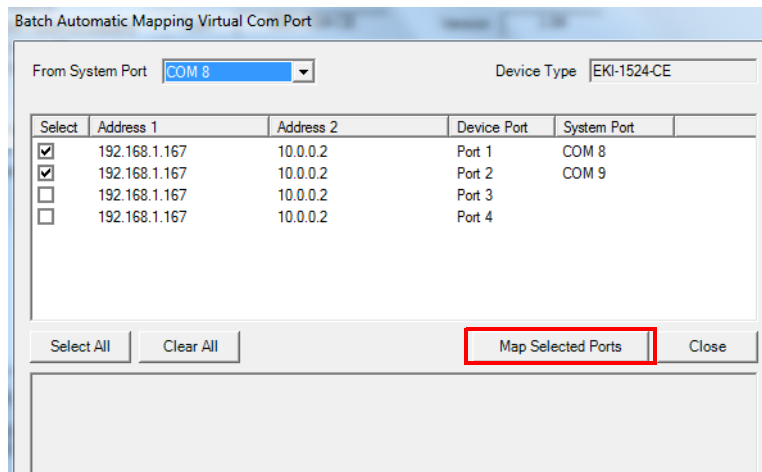 Batch Automatic Mapping Virtual Com Port
From System Port COM 8 Device Type EKI-1524-CE
Select Address 1 Address 2 Device Port System Port
192.168.1.167 10.0.0.2 Port 1 COM 8
192.168.1.167 10.0.0.2 Port 2 COM 9
192.168.1.167 10.0.0.2 Port 3
192.168.1.167 10.0.0.2 Port 4
Select All Clear All Map Selected Ports Close